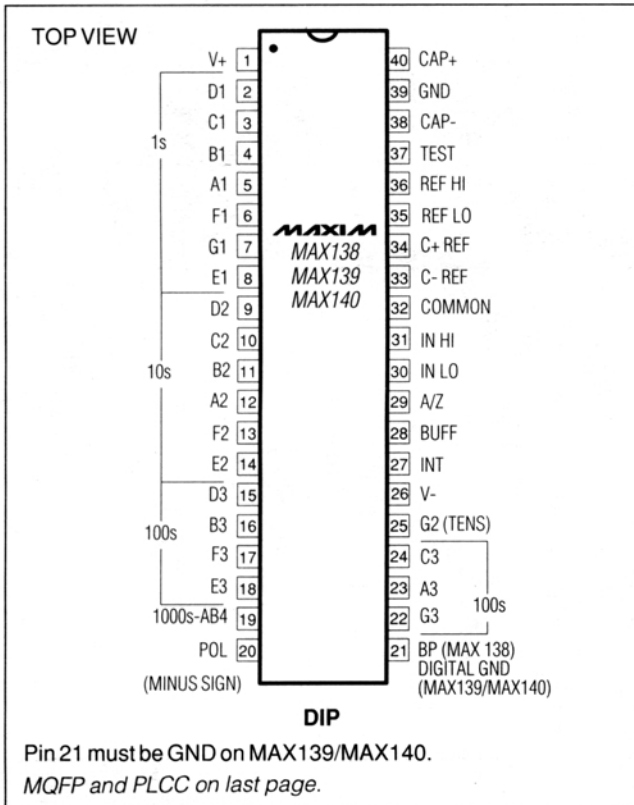 TOP VIEW
V+ 1
D1 2
C1 3
B1 4
A1 5
F1 6
G1 7
E1 8
D2 9
C2 10
B2 11
A2 12
F2 13
E2 14
D3 15
B3 16
F3 17
E3 18
1000s-AB4 19
POL 20
(MINUS SIGN)
1s
10s
100s
MAXIM
MAX138
MAX139
MAX140
40 CAP+
39 GND
38 CAP-
37 TEST
36 REF HI
35 REF LO
34 C+ REF
33 C- REF
32 COMMON
31 IN HI
30 IN LO
29 A/Z
28 BUFF
27 INT
26 V-
25 G2 (TENS)
24 C3
23 A3
22 G3
100s
21 BP (MAX 138)
DIGITAL GND
(MAX139/MAX140)
DIP
Pin 21 must be GND on MAX139/MAX140.
MQFP and PLCC on last page.